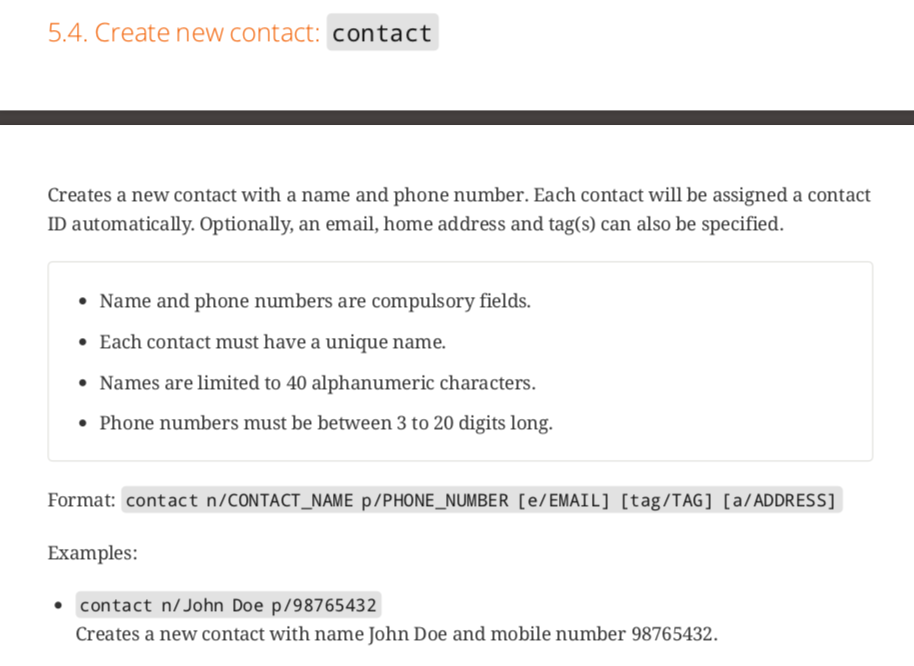 5.4. Create new contact: contact
Creates a new contact with a name and phone number. Each contact will be assigned a contact
ID automatically. Optionally, an email, home address and tag(s) can also be specified.
• Name and phone numbers are compulsory fields.
• Each contact must have a unique name.
• Names are limited to 40 alphanumeric characters.
• Phone numbers must be between 3 to 20 digits long.
Format: contact n/CONTACT_NAME p/PHONE_NUMBER [e/EMAIL] [tag/TAG] [a/ADDRESS]
Examples:
• contact n/John Doe p/98765432
Creates a new contact with name John Doe and mobile number 98765432.